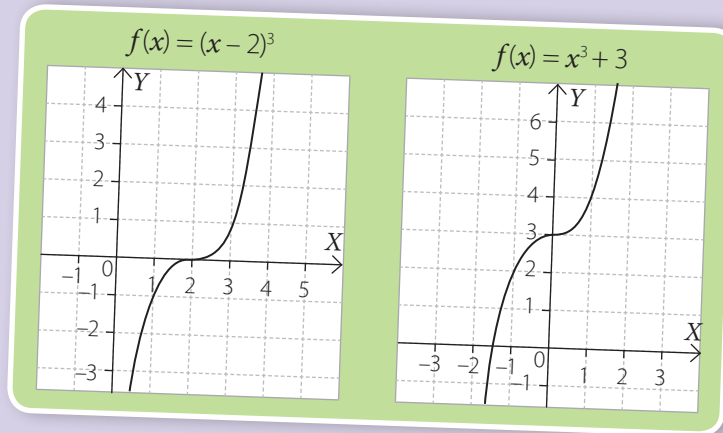 f(x) = (x – 2)³
Y
4
3
2
1
X
–1 0 1 2 3 4 5
–1
–2
–3
f(x) = x³ + 3
Y
6
5
4
3
2
1
X
–3 –2 –1 0 1 2 3
–1